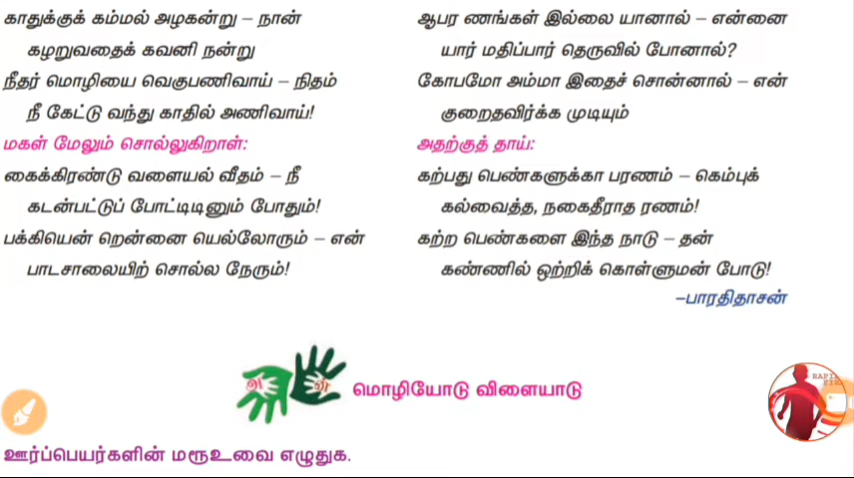 காதுக்குக் கம்மல் அழகன்று – நான்
கழறுவதைக் கவனி நன்று
நீதர் மொழியை வெகுபணிவாய் – நிதம்
நீ கேட்டு வந்து காதில் அணிவாய்!
மகள் மேலும் சொல்லுகிறாள்:
கைக்கிரண்டு வளையல் வீதம் – நீ
கடன்பட்டுப் போட்டிடினும் போதும்!
பக்கியென் றென்னை யெல்லோரும் – என்
பாடசாலையிற் சொல்ல நேரும்!
ஆபர ணங்கள் இல்லை யானால் – என்னை
யார் மதிப்பார் தெருவில் போனால்?
கோபமோ அம்மா இதைச் சொன்னால் – என்
குறைதவிர்க்க முடியும்
அதற்குத் தாய்:
கற்பது பெண்களுக்கா பரணம் – கெம்புக்
கல்வைத்த, நகைதீராத ரணம்!
கற்ற பெண்களை இந்த நாடு – தன்
கண்ணில் ஒற்றிக் கொள்ளுமன் போடு!
–பாரதிதாசன்
மொழியோடு விளையாடு
ஊர்ப்பெயர்களின் மரூஉவை எழுதுக.